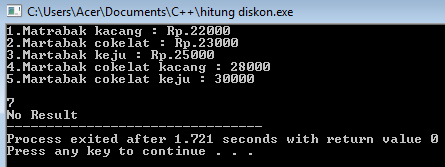 C:\Users\Acer\Documents\C++\hitung diskon.exe
1.Matrabak kacang : Rp.22000
2.Martabak cokelat : Rp.23000
3.Martabak keju : Rp.25000
4.Martabak cokelat kacang : 28000
5.Martabak cokelat keju : 30000
7
No Result
--------------------------------
Process exited after 1.721 seconds with return value 0
Press any key to continue . . .